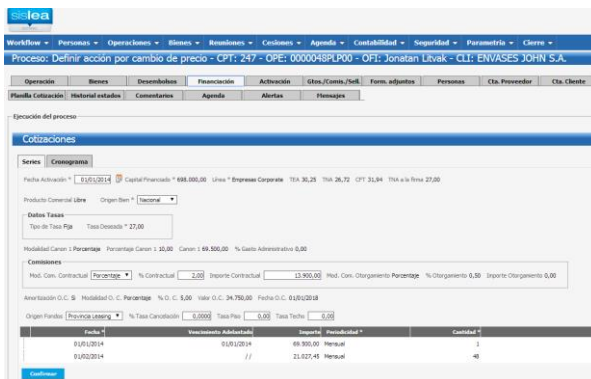 sislea
Workflow Personas Operaciones Bienes Reuniones Cesiones Agenda Contabilidad Seguridad Parametria Cierre
Proceso: Definir acción por cambio de precio - CPT: 247 - OPE: 0000048PLP00 - OFI: Jonatan Litvak - CLI: ENVASES JOHN S.A.
Operación Bienes Desembolsos Financiación Activación Gtos./Comis./Sell. Form. adjuntos Personas Cta. Proveedor Cta. Cliente
Planilla Cotización Historial estados Comentarios Agenda Alertas Mensajes
Ejecución del proceso
Cotizaciones
Series Cronograma
Fecha Activación * 01/01/2014 Capital Financiado * 695.000,00 Línea * Empresas Corporate TEA 30,25 TNA 26,72 CFT 31,94 TNA a la firma 27,00
Producto Comercial Libre Origen Bien * Nacional
Datos Tasas
Tipo de Tasa Fija Tasa Deseada * 27,00
Modalidad Canon 1 Porcentaje Porcentaje Canon 1 10,00 Canon 1 69.500,00 % Gasto Administrativo 0,00
Comisiones
Mod. Com. Contractual Porcentaje % Contractual 2,00 Importe Contractual 13.900,00 Mod. Com. Otorgamiento Porcentaje % Otorgamiento 0,50 Importe Otorgamiento 0,00
Amortización O.C. Si Modalidad O. C. Porcentaje % O. C. 5,00 Valor O.C. 34.750,00 Fecha O.C. 01/01/2018
Origen Fondos Provincia Leasing % Tasa Cancelación 0,0000 Tasa Piso 0,00 Tasa Techo 0,00
Fecha * Vencimiento Adelantado Importe Periodicidad * Cantidad *
01/01/2014 01/01/2014 69.500,00 Mensual 1
01/02/2014 / / 21.027,45 Mensual 48
Confirmar